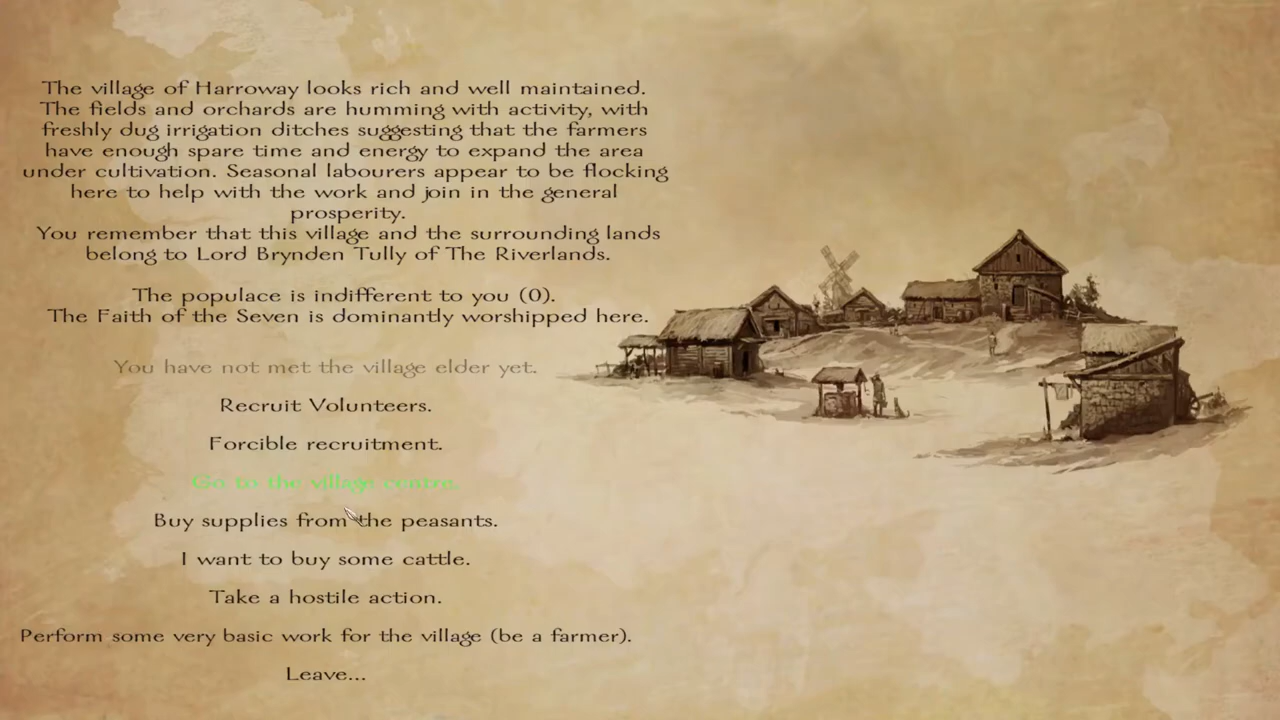 The village of Harroway looks rich and well maintained.
The fields and orchards are humming with activity, with
freshly dug irrigation ditches suggesting that the farmers
have enough spare time and energy to expand the area
under cultivation. Seasonal labourers appear to be flocking
here to help with the work and join in the general
prosperity.
You remember that this village and the surrounding lands
belong to Lord Brynden Tully of The Riverlands.
The populace is indifferent to you (0).
The Faith of the Seven is dominantly worshipped here.
You have not met the village elder yet.
Recruit Volunteers.
Forcible recruitment.
Go to the village centre.
Buy supplies from the peasants.
I want to buy some cattle.
Take a hostile action.
Perform some very basic work for the village (be a farmer).
Leave...